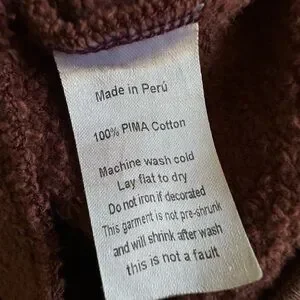 Made in Perú
100% PIMA Cotton
Machine wash cold
Lay flat to dry
Do not iron if decorated
This garment is not pre-shrunk
and will shrink after wash
this is not a fault